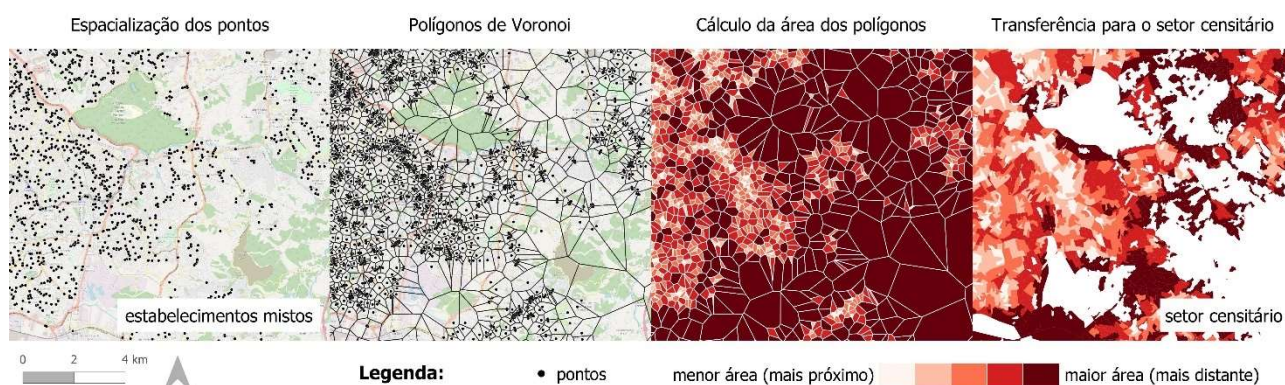 Espacialização dos pontos
Polígonos de Voronoi
Cálculo da área dos polígonos
Transferência para o setor censitário
estabelecimentos mistos
setor censitário
0 2 4 km
Legenda:
pontos
menor área (mais próximo)
maior área (mais distante)